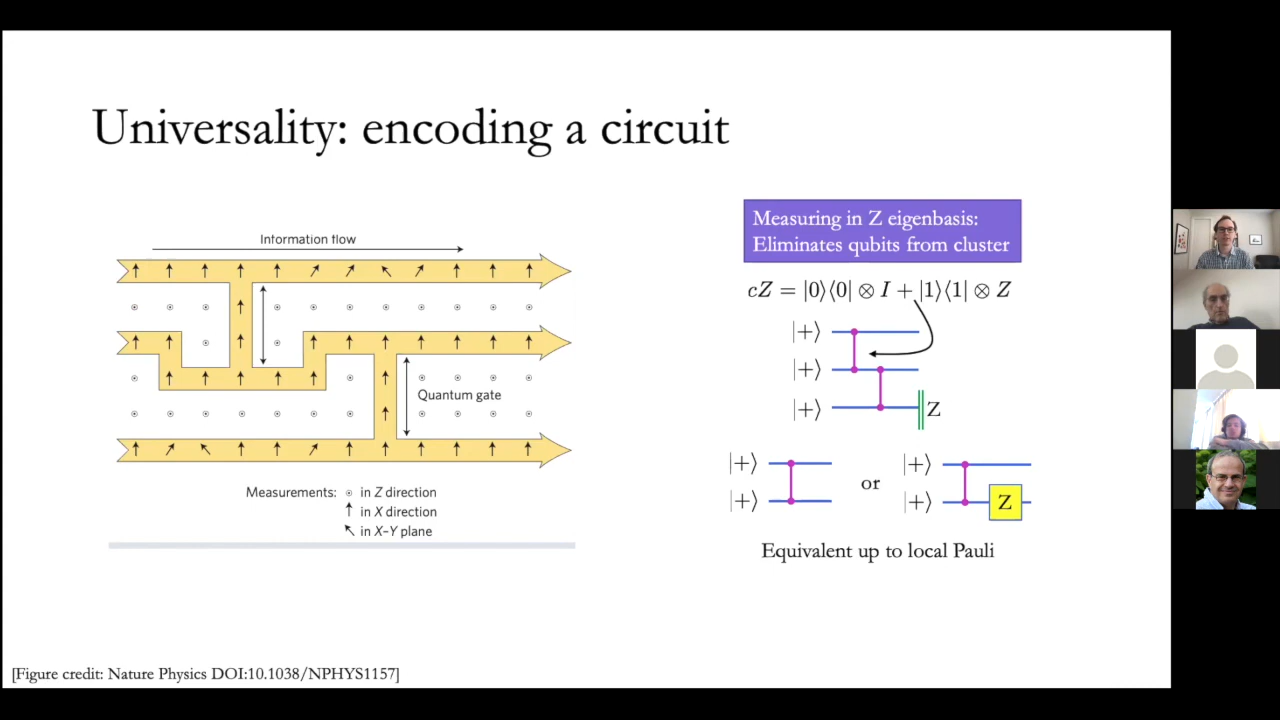 Universality: encoding a circuit
Information flow
Quantum gate
Measurements: ⊙ in Z direction
↑ in X direction
↖ in X–Y plane
Measuring in Z eigenbasis:
Eliminates qubits from cluster
cZ = |0⟩⟨0| ⊗ I + |1⟩⟨1| ⊗ Z
|+⟩
|+⟩
|+⟩
Z
|+⟩
|+⟩
or
|+⟩
|+⟩
Z
Equivalent up to local Pauli
[Figure credit: Nature Physics DOI:10.1038/NPHYS1157]